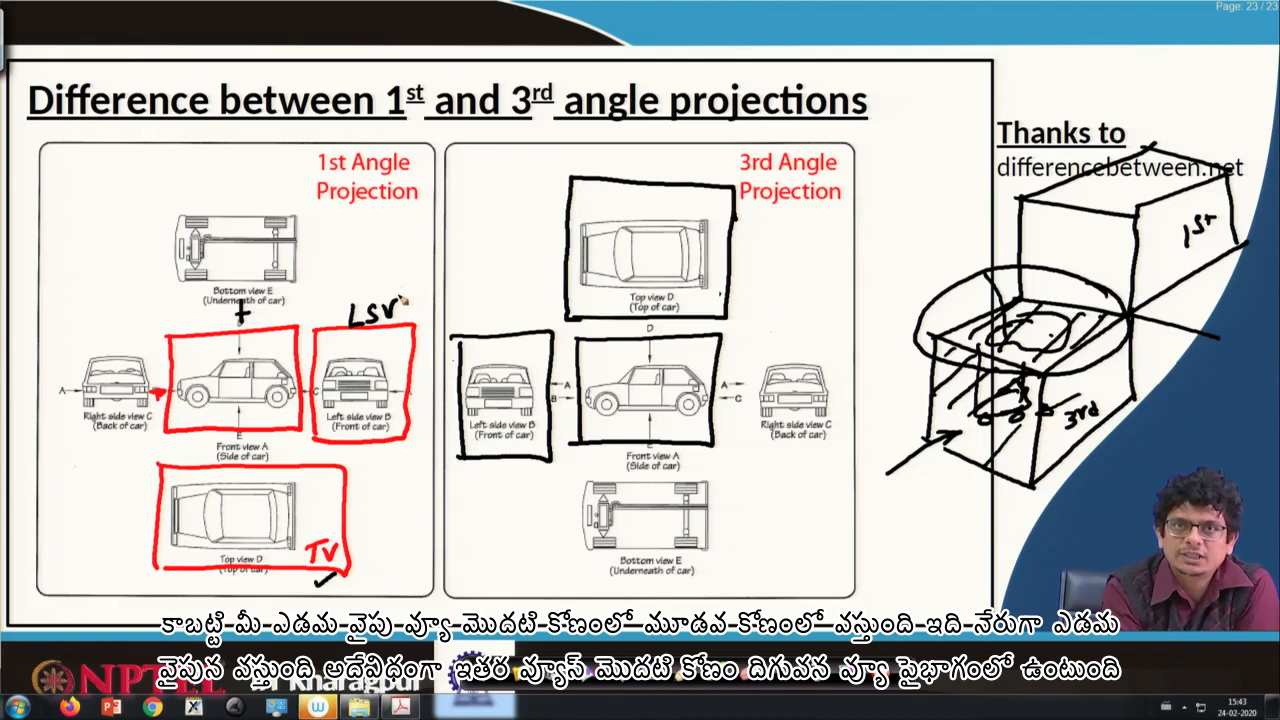 Page: 23 / 23
Difference between 1st and 3rd angle projections
Thanks to
differencebetween.net
1st Angle
Projection
Bottom view E
(Underneath of car)
LSV
A
C
Right side view C
(Back of car)
Left side view B
(Front of car)
E
Front view A
(Side of car)
Top view D
(Top of car)
TV
3rd Angle
Projection
Top view D
(Top of car)
D
A
B
A
C
Left side view B
(Front of car)
Front view A
(Side of car)
Right side view C
(Back of car)
Bottom view E
(Underneath of car)
1st
3rd
కాబట్టి మీ ఎడమ వైపు వ్యూ మొదటి కోణంలో మూడవ కోణంలో వస్తుంది ఇది నేరుగా ఎడమ
వైపున వస్తుంది అదేవిదంగా ఇతర వ్యూస్ మొదటి కోణం దిగువన వ్యూ పైభాగంలో ఉంటుంది
NPTEL
Kharagpur
15:43
24-02-2020